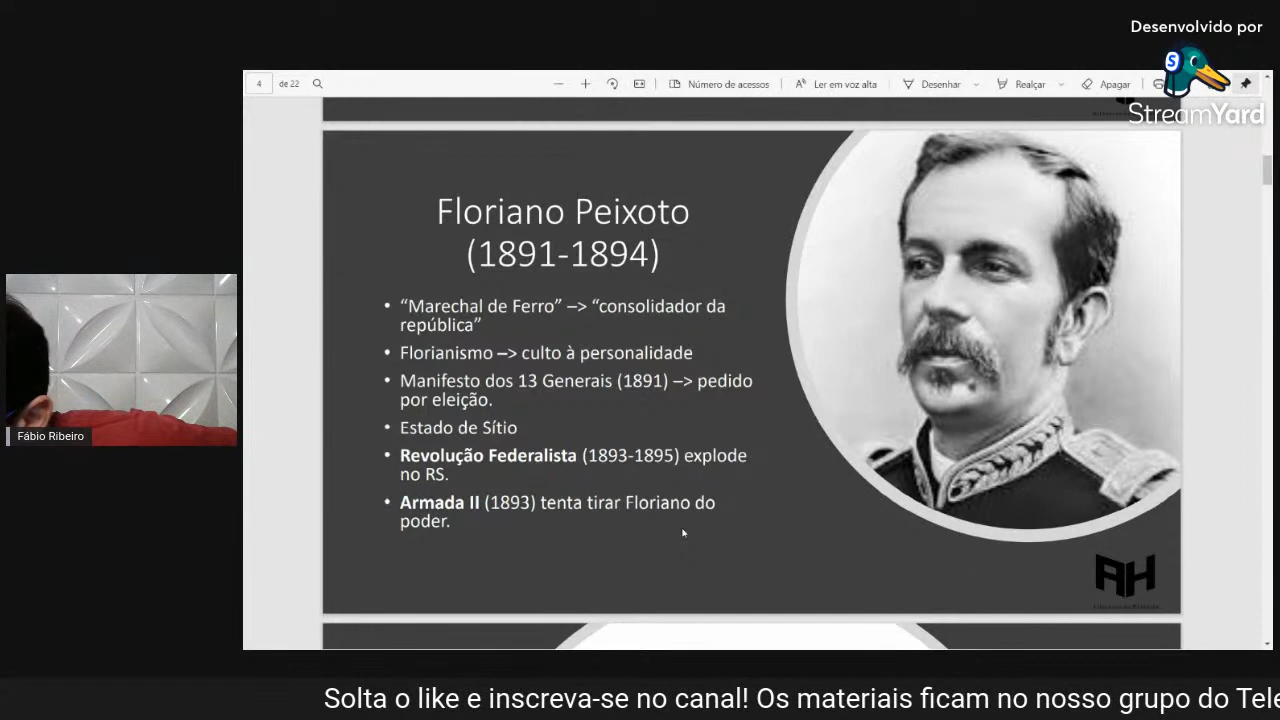 Desenvolvido por
S
StreamYard
4 de 22 Número de acessos Ler em voz alta Desenhar Realçar Apagar
Floriano Peixoto
(1891-1894)
• “Marechal de Ferro” –> “consolidador da
república”
• Florianismo –> culto à personalidade
• Manifesto dos 13 Generais (1891) –> pedido
por eleição.
• Estado de Sítio
• Revolução Federalista (1893-1895) explode
no RS.
• Armada II (1893) tenta tirar Floriano do
poder.
AH
Fábio Ribeiro
Solta o like e inscreva-se no canal! Os materiais ficam no nosso grupo do Tele